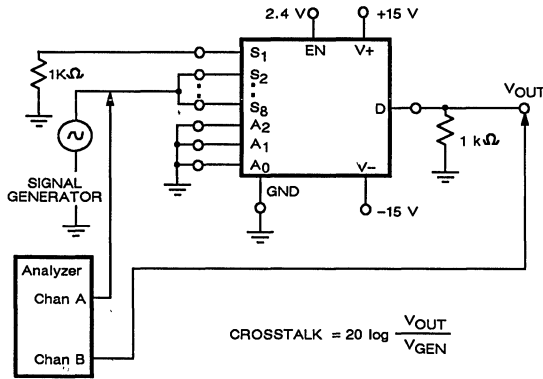 2.4 V
+15 V
S1
EN
V+
1KΩ
S2
S8
D
VOUT
A2
A1
A0
1 kΩ
V–
GND
–15 V
SIGNAL
GENERATOR
Analyzer
Chan A
Chan B
CROSSTALK = 20 log VOUT
VGEN